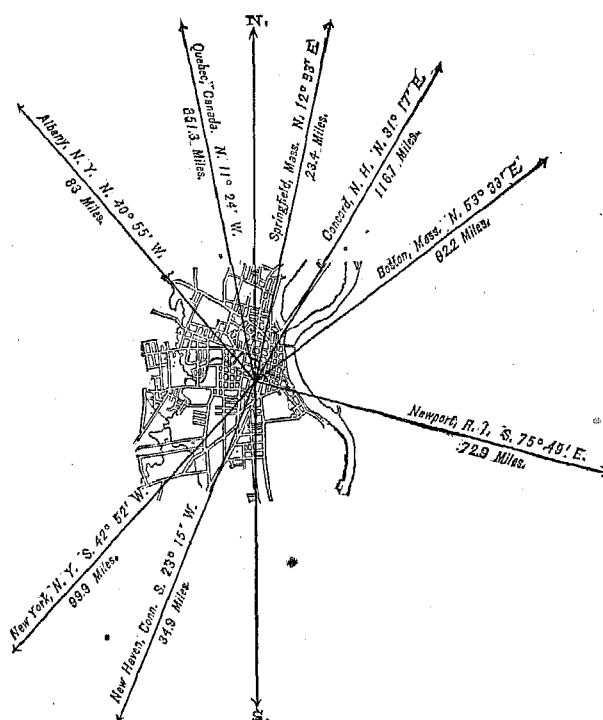 N.
Quebec, Canada. N. 11° 24' W.
351.3 Miles.
Springfield, Mass. N. 12° 53' E.
23.4 Miles.
Concord, N. H. N. 31° 17' E.
116.7 Miles.
Albany, N. Y. N. 40° 55' W.
83 Miles.
Boston, Mass. N. 53° 33' E.
92.2 Miles.
Newport, R. I. S. 75° 49' E.
72.9 Miles.
New York, N. Y. S. 42° 52' W.
99.9 Miles.
New Haven, Conn. S. 23° 15' W.
34.9 Miles.
S.